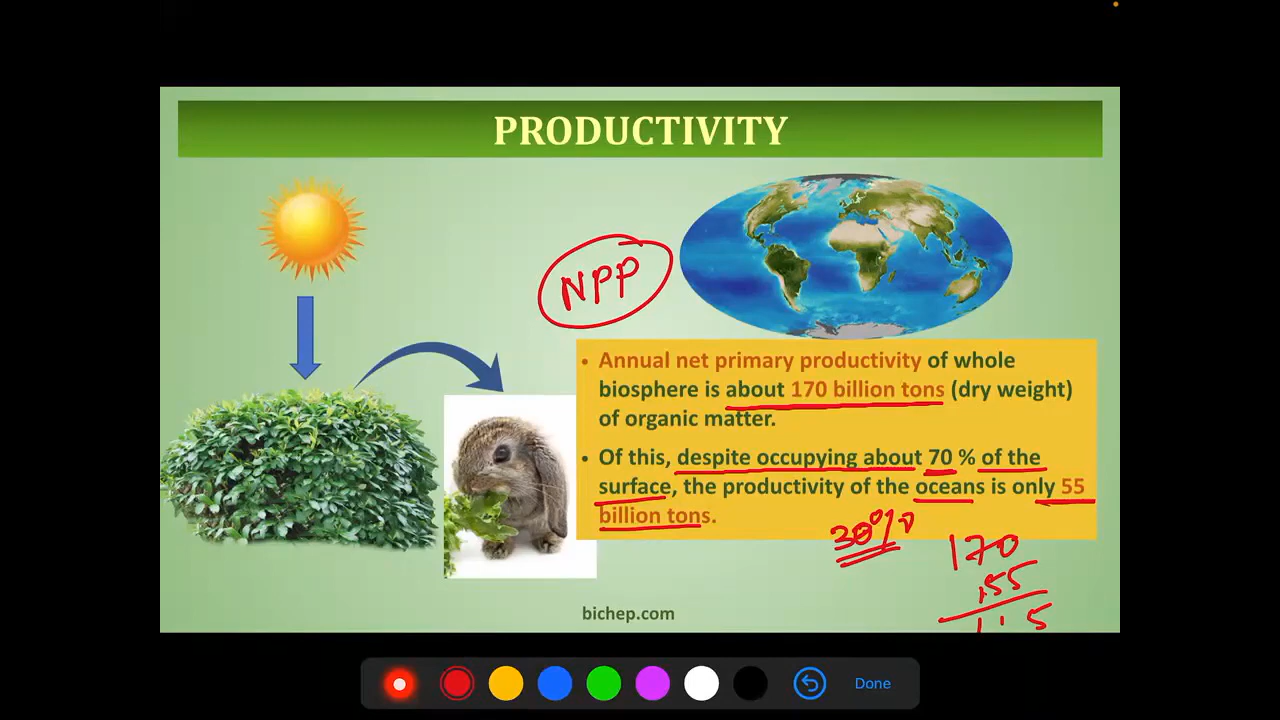 PRODUCTIVITY
NPP
• Annual net primary productivity of whole
biosphere is about 170 billion tons (dry weight)
of organic matter.
• Of this, despite occupying about 70 % of the
surface, the productivity of the oceans is only 55
billion tons.
30%
170
55
115
bichep.com
Done